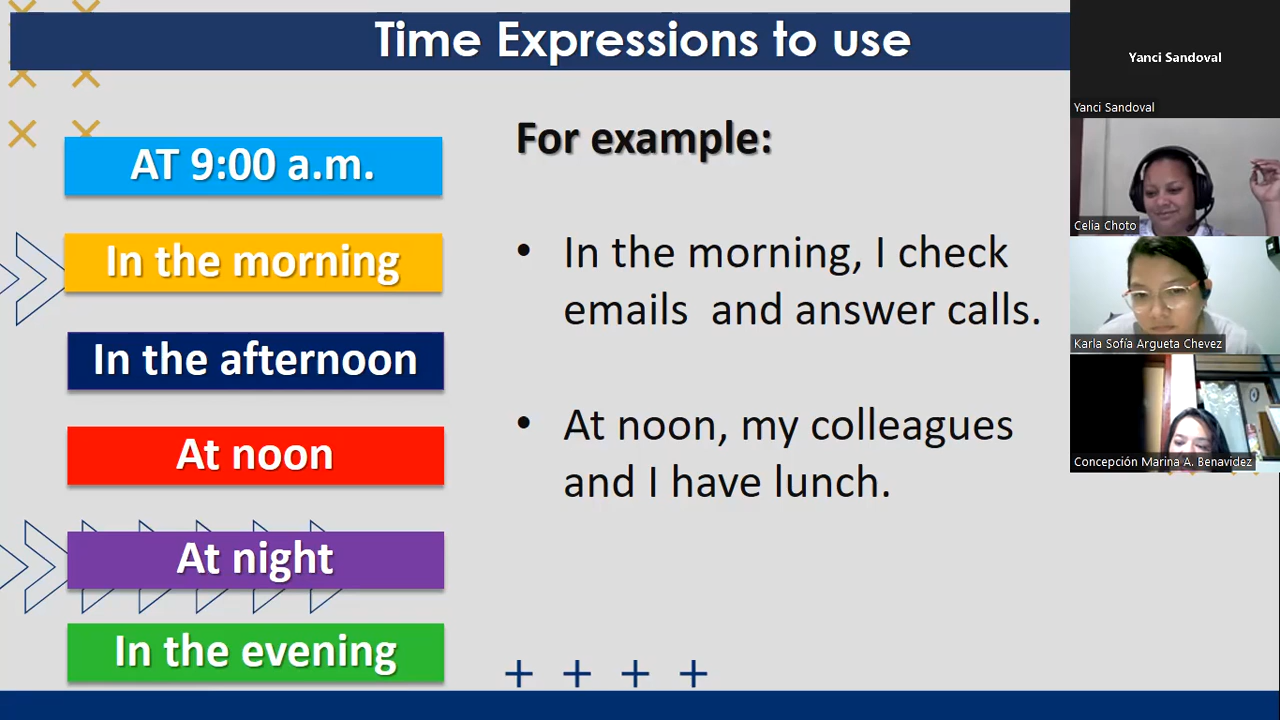 Time Expressions to use
AT 9:00 a.m.
In the morning
In the afternoon
At noon
At night
In the evening
For example:
• In the morning, I check
emails and answer calls.
• At noon, my colleagues
and I have lunch.
Yanci Sandoval
Yanci Sandoval
Celia Choto
Karla Sofía Argueta Chevez
Concepción Marina A. Benavidez